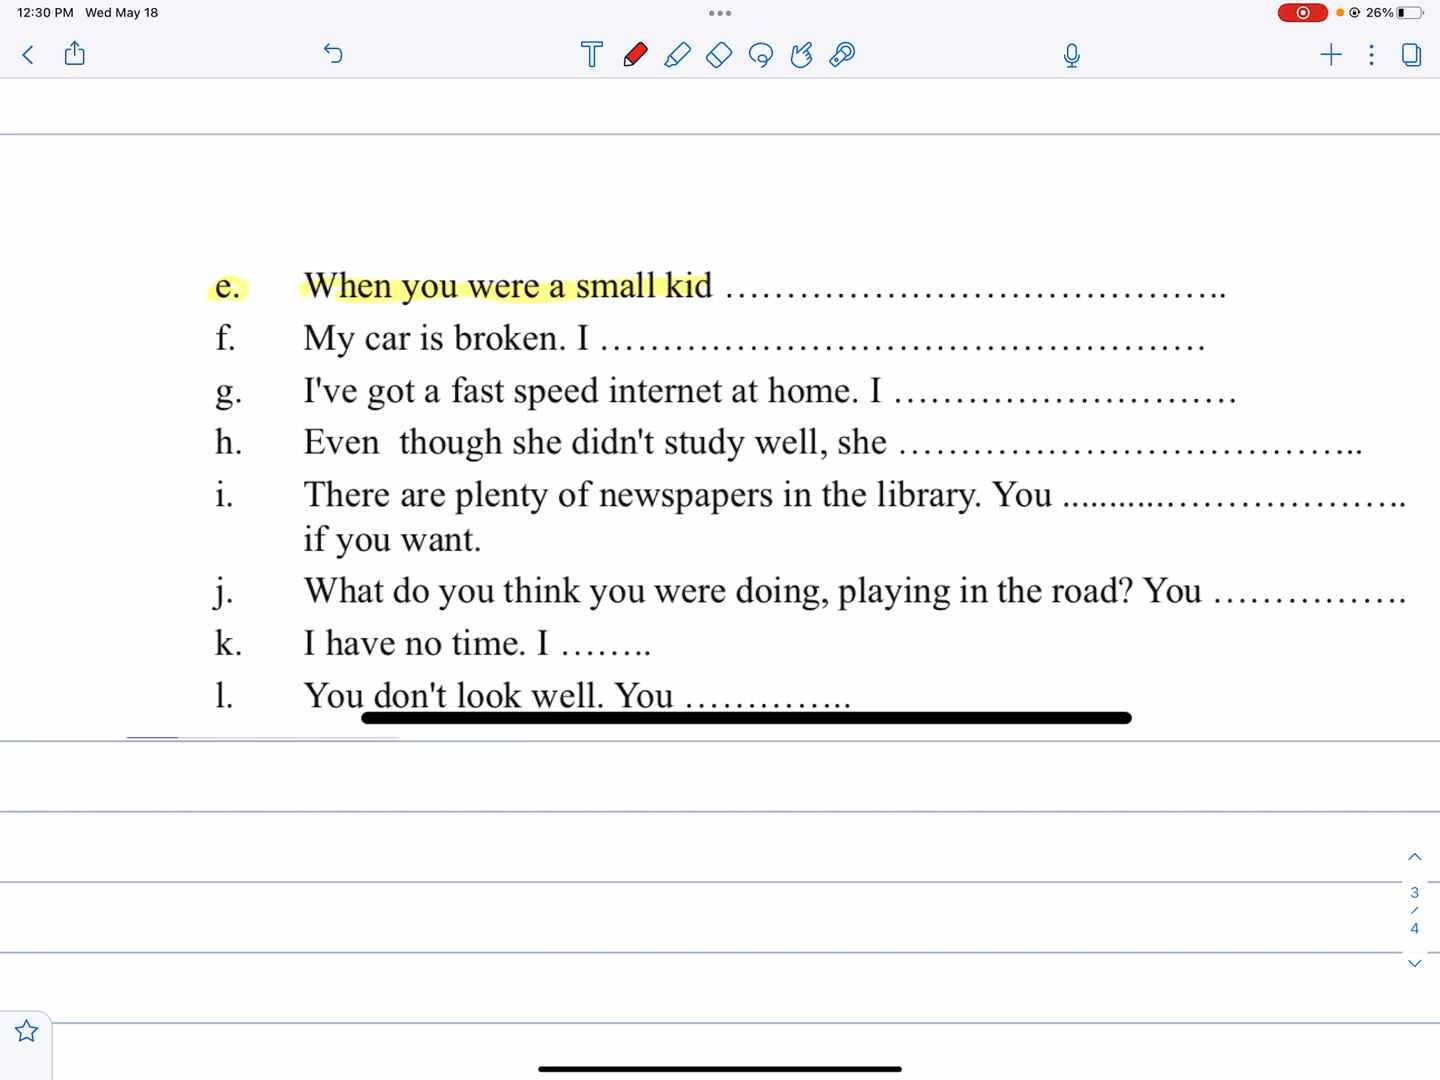 12:30 PM Wed May 18
26%
e. When you were a small kid ........................................
f. My car is broken. I ................................................
g. I've got a fast speed internet at home. I ............................
h. Even though she didn't study well, she .....................................
i. There are plenty of newspapers in the library. You ..............................
if you want.
j. What do you think you were doing, playing in the road? You ................
k. I have no time. I ........
l. You don't look well. You ..............
3
/
4